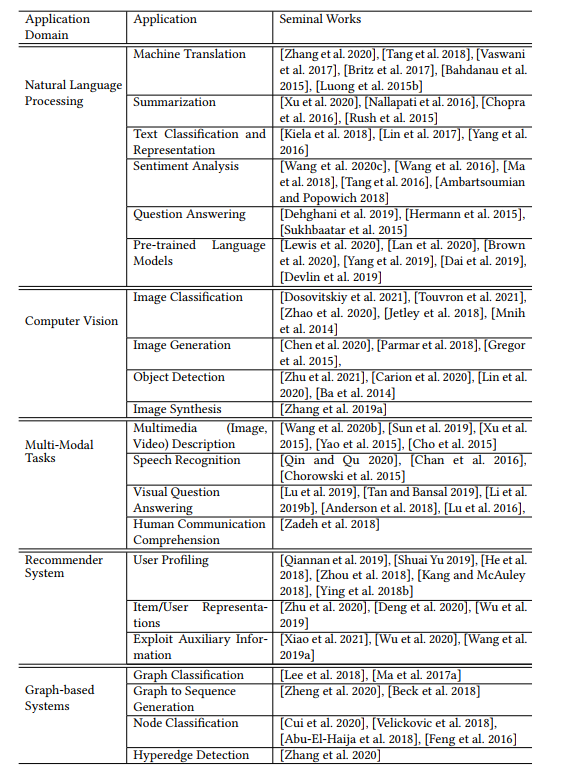 Application Domain
Application
Seminal Works
Natural Language Processing
Machine Translation
[Zhang et al. 2020], [Tang et al. 2018], [Vaswani
et al. 2017], [Britz et al. 2017], [Bahdanau et al.
2015], [Luong et al. 2015b]
Summarization
[Xu et al. 2020], [Nallapati et al. 2016], [Chopra
et al. 2016], [Rush et al. 2015]
Text Classification and
Representation
[Kiela et al. 2018], [Lin et al. 2017], [Yang et al.
2016]
Sentiment Analysis
[Wang et al. 2020c], [Wang et al. 2016], [Ma
et al. 2018], [Tang et al. 2016], [Ambartsoumian
and Popowich 2018]
Question Answering
[Dehghani et al. 2019], [Hermann et al. 2015],
[Sukhbaatar et al. 2015]
Pre-trained Language
Models
[Lewis et al. 2020], [Lan et al. 2020], [Brown
et al. 2020], [Yang et al. 2019], [Dai et al. 2019],
[Devlin et al. 2019]
Computer Vision
Image Classification
[Dosovitskiy et al. 2021], [Touvron et al. 2021],
[Zhao et al. 2020], [Jetley et al. 2018], [Mnih
et al. 2014]
Image Generation
[Chen et al. 2020], [Parmar et al. 2018], [Gregor
et al. 2015],
Object Detection
[Zhu et al. 2021], [Carion et al. 2020], [Lin et al.
2020], [Ba et al. 2014]
Image Synthesis
[Zhang et al. 2019a]
Multi-Modal
Tasks
Multimedia (Image,
Video) Description
[Wang et al. 2020b], [Sun et al. 2019], [Xu et al.
2015], [Yao et al. 2015], [Cho et al. 2015]
Speech Recognition
[Qin and Qu 2020], [Chan et al. 2016],
[Chorowski et al. 2015]
Visual Question
Answering
[Lu et al. 2019], [Tan and Bansal 2019], [Li et al.
2019b], [Anderson et al. 2018], [Lu et al. 2016],
Human Communication
Comprehension
[Zadeh et al. 2018]
Recommender
System
User Profiling
[Qiannan et al. 2019], [Shuai Yu 2019], [He et al.
2018], [Zhou et al. 2018], [Kang and McAuley
2018], [Ying et al. 2018b]
Item/User Representa-
tions
[Zhu et al. 2020], [Deng et al. 2020], [Wu et al.
2019]
Exploit Auxiliary Infor-
mation
[Xiao et al. 2021], [Wu et al. 2020], [Wang et al.
2019a]
Graph-based
Systems
Graph Classification
[Lee et al. 2018], [Ma et al. 2017a]
Graph to Sequence
Generation
[Zheng et al. 2020], [Beck et al. 2018]
Node Classification
[Cui et al. 2020], [Velickovic et al. 2018],
[Abu-El-Haija et al. 2018], [Feng et al. 2016]
Hyperedge Detection
[Zhang et al. 2020]